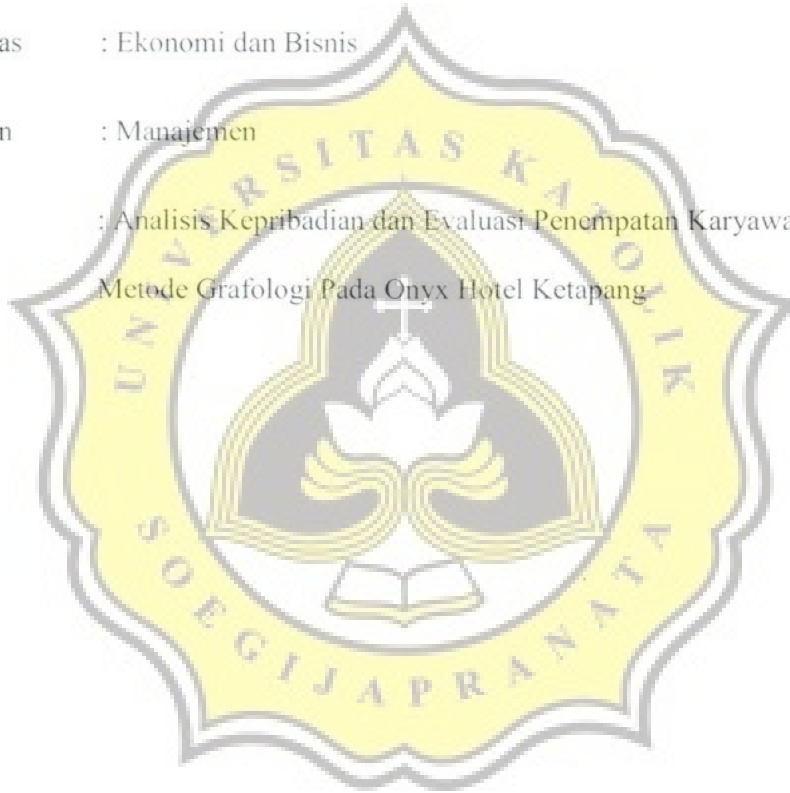 as : Ekonomi dan Bisnis
n : Manajemen
: Analisis Kepribadian dan Evaluasi Penempatan Karyawa
Metode Grafologi Pada Onyx Hotel Ketapang
UNIVERSITAS KATOLIK
SOEGIJAPRANATA